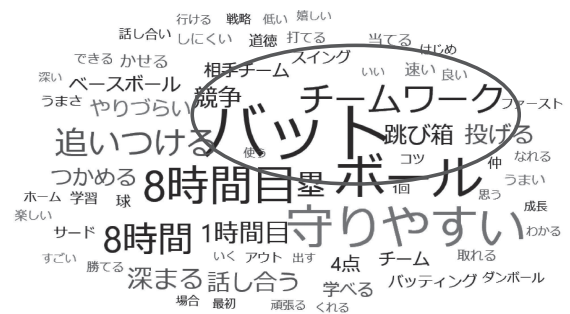 行ける 戦略 低い 嬉しい
話し合い しにくい 道徳 打てる 当てる はじめ
できる かせる 相手チーム スイング いい 速い 良い
深い ベースボール 競争 チームワーク ファースト
うまさ やりづらい バット 跳び箱 投げる
追いつける 使う コツ 仲 なれる
つかめる 8時間目 塁 ボール 1回 うまい
ホーム 学習 球 思う 成長
楽しい サード 8時間 1時間目 守りやすい わかる
すごい 勝てる いく アウト 出す 4点 チーム 取れる
深まる 話し合う 学べる バッティング ダンボール
場合 最初 頑張る くれる